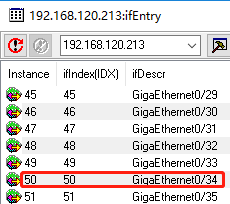 192.168.120.213:ifEntry
192.168.120.213
Instance ifIndex(IDX) ifDescr
45 45 GigaEthernet0/29
46 46 GigaEthernet0/30
47 47 GigaEthernet0/31
48 48 GigaEthernet0/32
49 49 GigaEthernet0/33
50 50 GigaEthernet0/34
51 51 GigaEthernet0/35